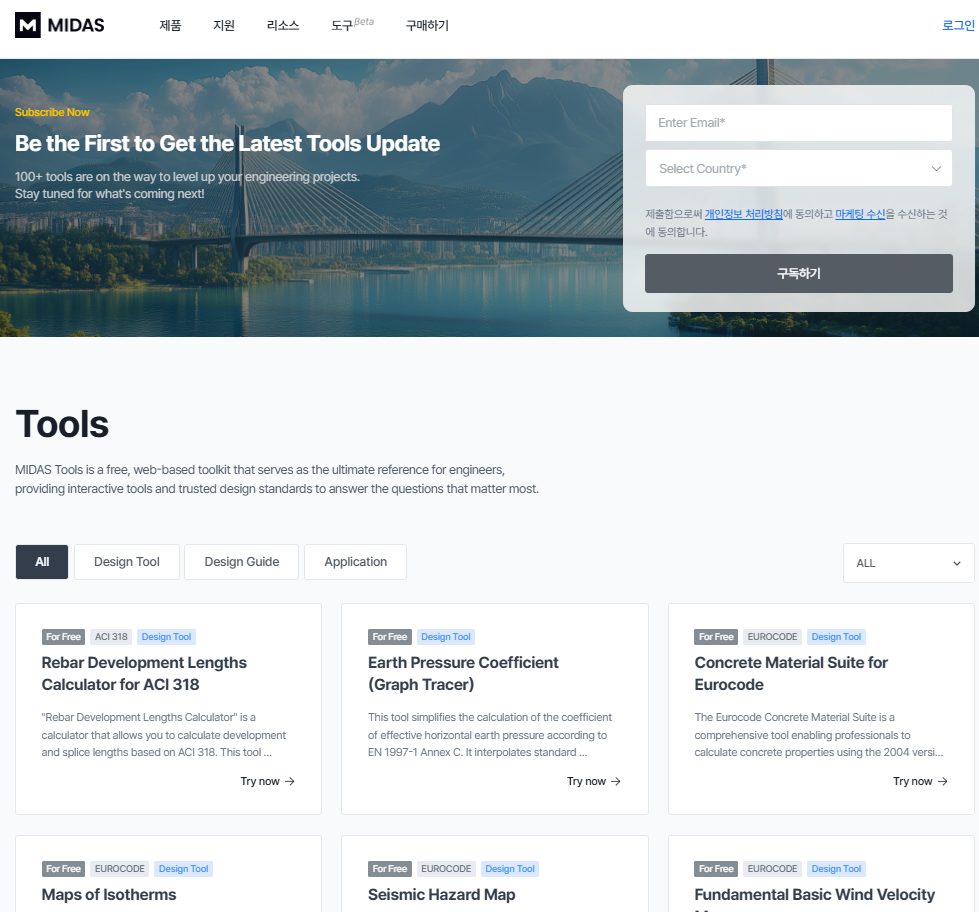 MIDAS
제품
지원
리소스
도구Beta
구매하기
로그인
Subscribe Now
Be the First to Get the Latest Tools Update
100+ tools are on the way to level up your engineering projects.
Stay tuned for what's coming next!
Enter Email*
Select Country*
제출함으로써 개인정보 처리방침에 동의하고 마케팅 수신을 수신하는 것
에 동의합니다.
구독하기
Tools
MIDAS Tools is a free, web-based toolkit that serves as the ultimate reference for engineers,
providing interactive tools and trusted design standards to answer the questions that matter most.
All
Design Tool
Design Guide
Application
ALL
For Free ACI 318 Design Tool
Rebar Development Lengths
Calculator for ACI 318
"Rebar Development Lengths Calculator" is a
calculator that allows you to calculate development
and splice lengths based on ACI 318. This tool ...
Try now →
For Free Design Tool
Earth Pressure Coefficient
(Graph Tracer)
This tool simplifies the calculation of the coefficient
of effective horizontal earth pressure according to
EN 1997-1 Annex C. It interpolates standard ...
Try now →
For Free EUROCODE Design Tool
Concrete Material Suite for
Eurocode
The Eurocode Concrete Material Suite is a
comprehensive tool enabling professionals to
calculate concrete properties using the 2004 versi...
Try now →
For Free EUROCODE Design Tool
Maps of Isotherms
For Free EUROCODE Design Tool
Seismic Hazard Map
For Free EUROCODE Design Tool
Fundamental Basic Wind Velocity